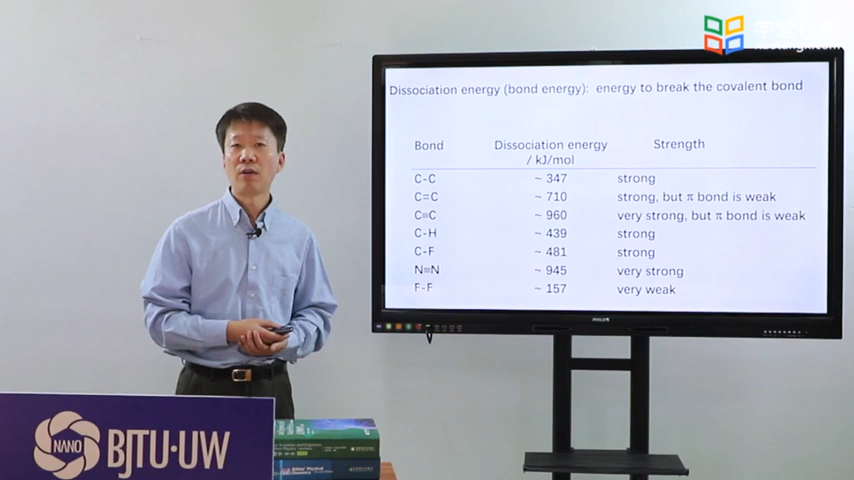 Dissociation energy (bond energy): energy to break the covalent bond
Bond Dissociation energy / kJ/mol Strength
C-C ~ 347 strong
C=C ~ 710 strong, but π bond is weak
C≡C ~ 960 very strong, but π bond is weak
C-H ~ 439 strong
C-F ~ 481 strong
N≡N ~ 945 very strong
F-F ~ 157 very weak
PHILIPS
NANO
BJTU·UW